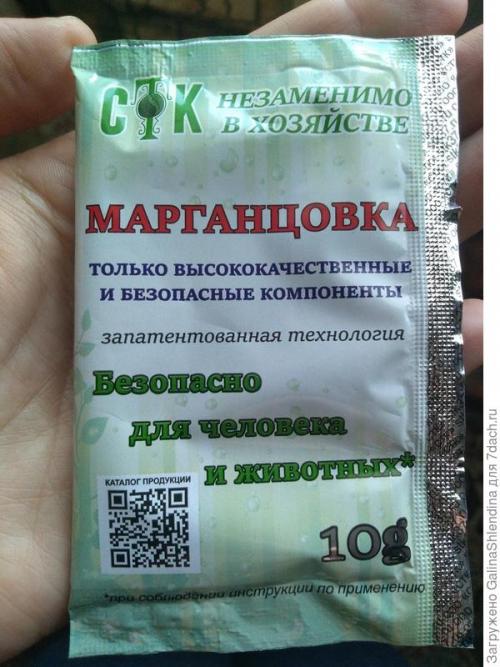 СТК НЕЗАМЕНИМО
В ХОЗЯЙСТВЕ
МАРГАНЦОВКА
ТОЛЬКО ВЫСОКОКАЧЕСТВЕННЫЕ
И БЕЗОПАСНЫЕ КОМПОНЕНТЫ
запатентованная технология
Безопасно
для человека
и животных*
КАТАЛОГ ПРОДУКЦИИ
10g
*при соблюдении инструкции по применению
Загружено GalinaShlendina для 7dach.ru